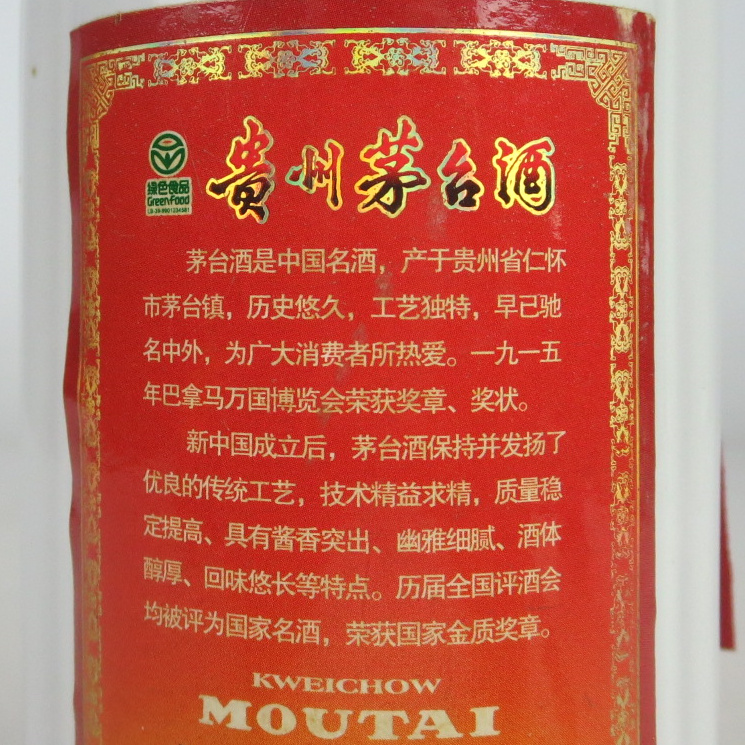 貴州茅台酒
绿色食品
GreenFood
茅台酒是中国名酒，产于贵州省仁怀
市茅台镇，历史悠久，工艺独特，早已驰
名中外，为广大消费者所热爱。一九一五
年巴拿马万国博览会荣获奖章、奖状。
新中国成立后，茅台酒保持并发扬了
优良的传统工艺，技术精益求精，质量稳
定提高、具有酱香突出、幽雅细腻、酒体
醇厚、回味悠长等特点。历届全国评酒会
均被评为国家名酒，荣获国家金质奖章。
KWEICHOW
MOUTAI